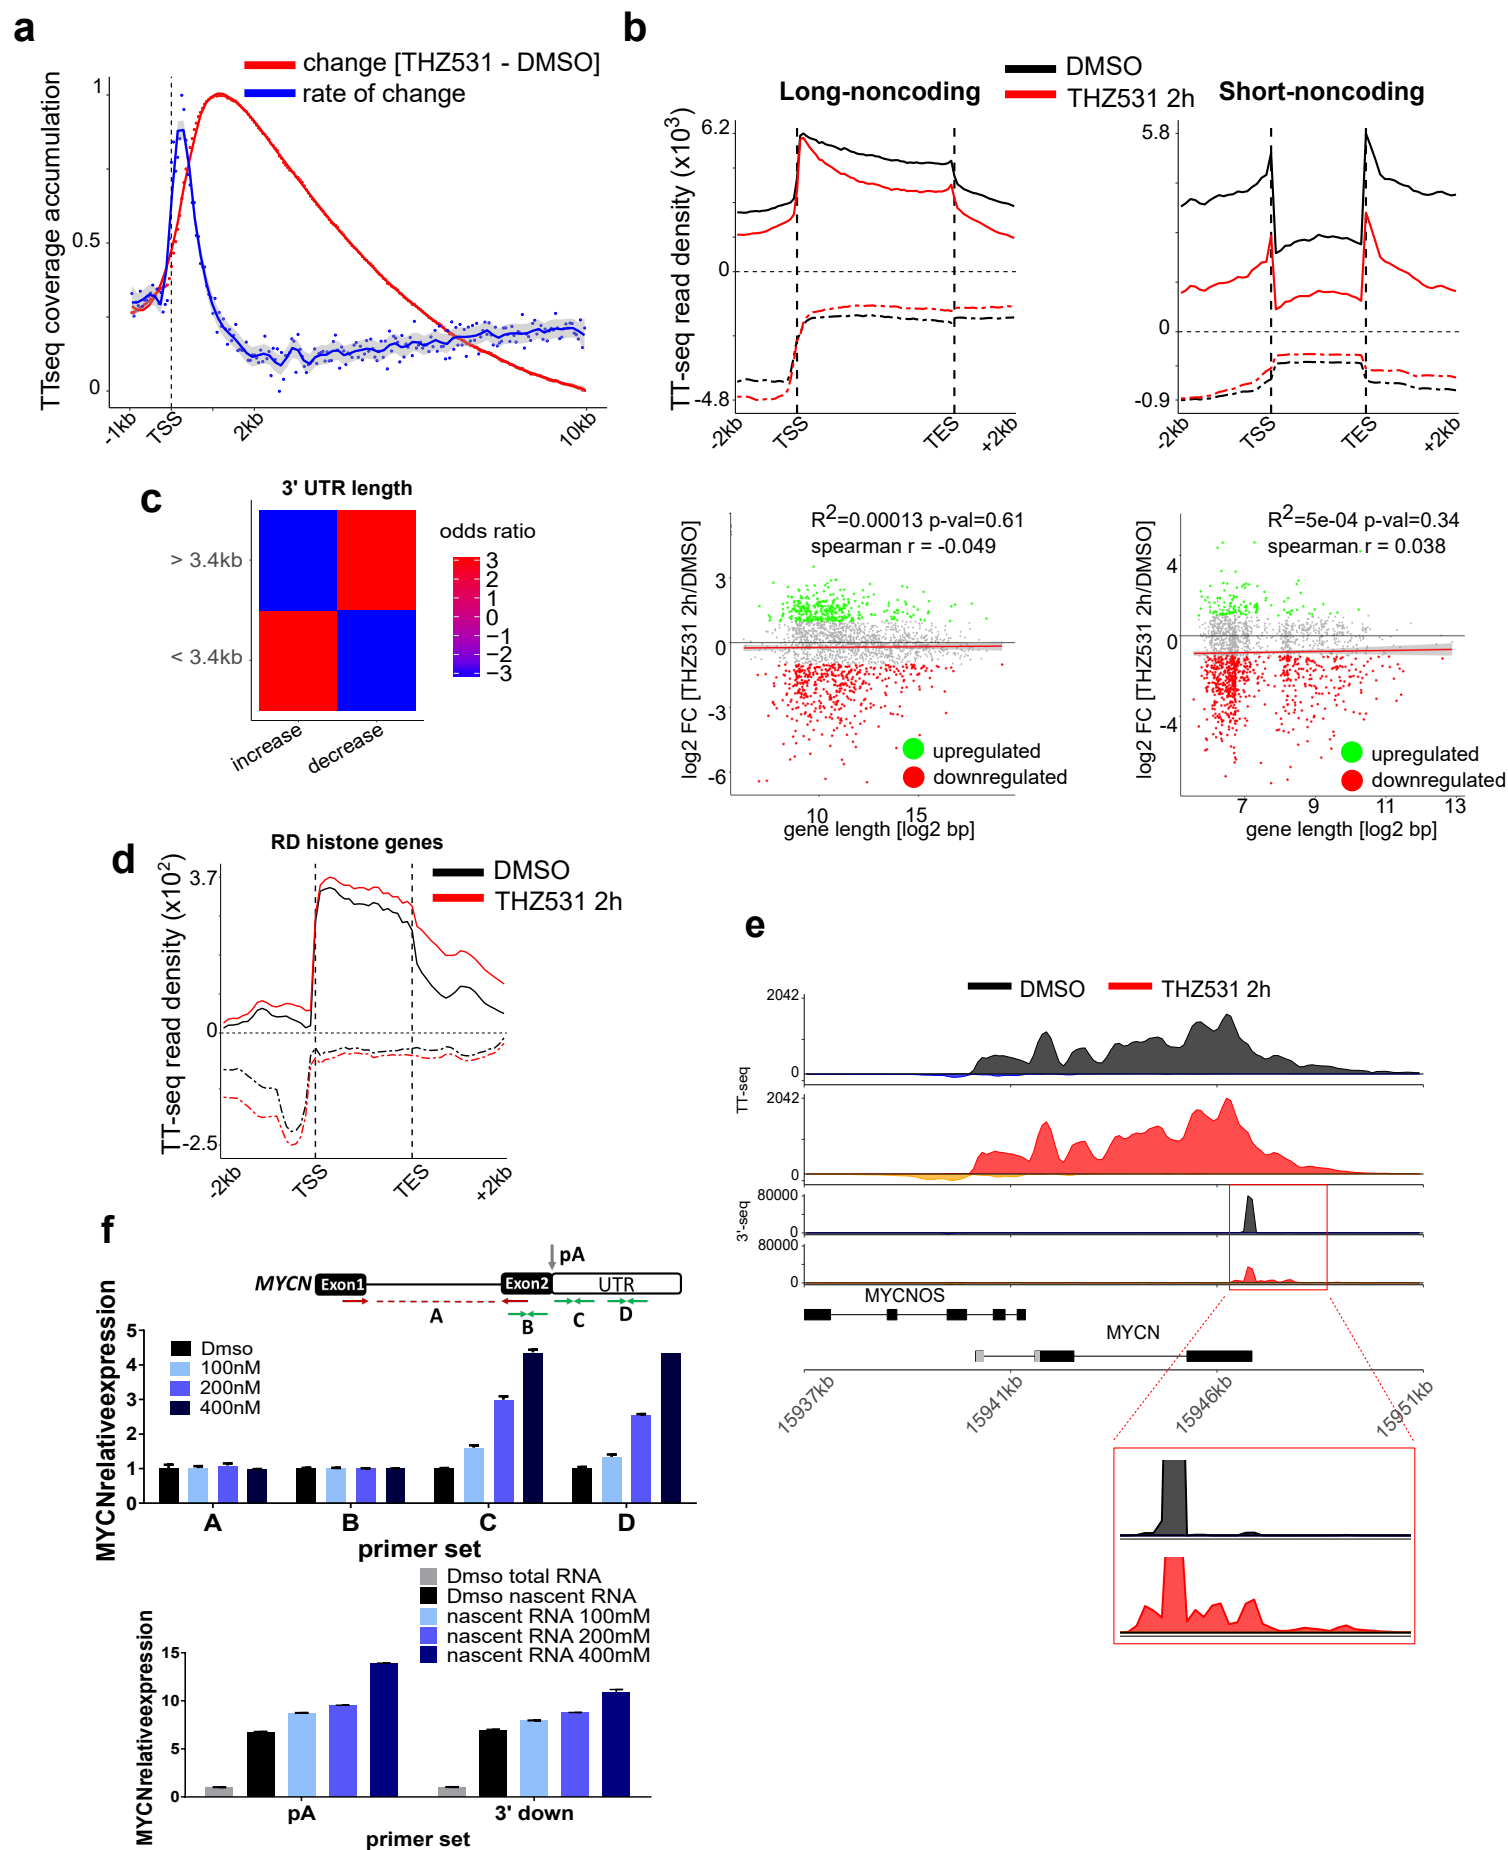 a
change [THZ531 - DMSO]
rate of change
TTseq coverage accumulation
1
0.5
0
-1kb
TSS
2kb
10kb
b
DMSO
THZ531 2h
Long-noncoding
Short-noncoding
TT-seq read density (x10³)
6.2
0
-4.8
-2kb
TSS
TES
+2kb
5.8
0
-0.9
-2kb
TSS
TES
+2kb
R²=0.00013 p-val=0.61
spearman r = -0.049
log2 FC [THZ531 2h/DMSO]
3
0
-3
-6
upregulated
downregulated
10
15
gene length [log2 bp]
R²=5e-04 p-val=0.34
spearman r = 0.038
log2 FC [THZ531 2h/DMSO]
4
0
-4
upregulated
downregulated
7
9
11
13
gene length [log2 bp]
c
3' UTR length
> 3.4kb
< 3.4kb
increase
decrease
odds ratio
3
2
1
0
−1
−2
−3
d
RD histone genes
DMSO
THZ531 2h
TT-seq read density (x10²)
3.7
0
-2.5
-2kb
TSS
TES
+2kb
e
DMSO
THZ531 2h
TT-seq
2042
0
2042
0
3'-seq
80000
0
80000
0
MYCNOS
MYCN
15937kb
15941kb
15946kb
15951kb
f
pA
MYCN
Exon1
Exon2
UTR
A
B
C
D
MYCNrelativeexpression
5
4
3
2
1
0
Dmso
100nM
200nM
400nM
A
B
C
D
primer set
Dmso total RNA
Dmso nascent RNA
nascent RNA 100mM
nascent RNA 200mM
nascent RNA 400mM
MYCNrelativeexpression
15
10
5
0
pA
3' down
primer set